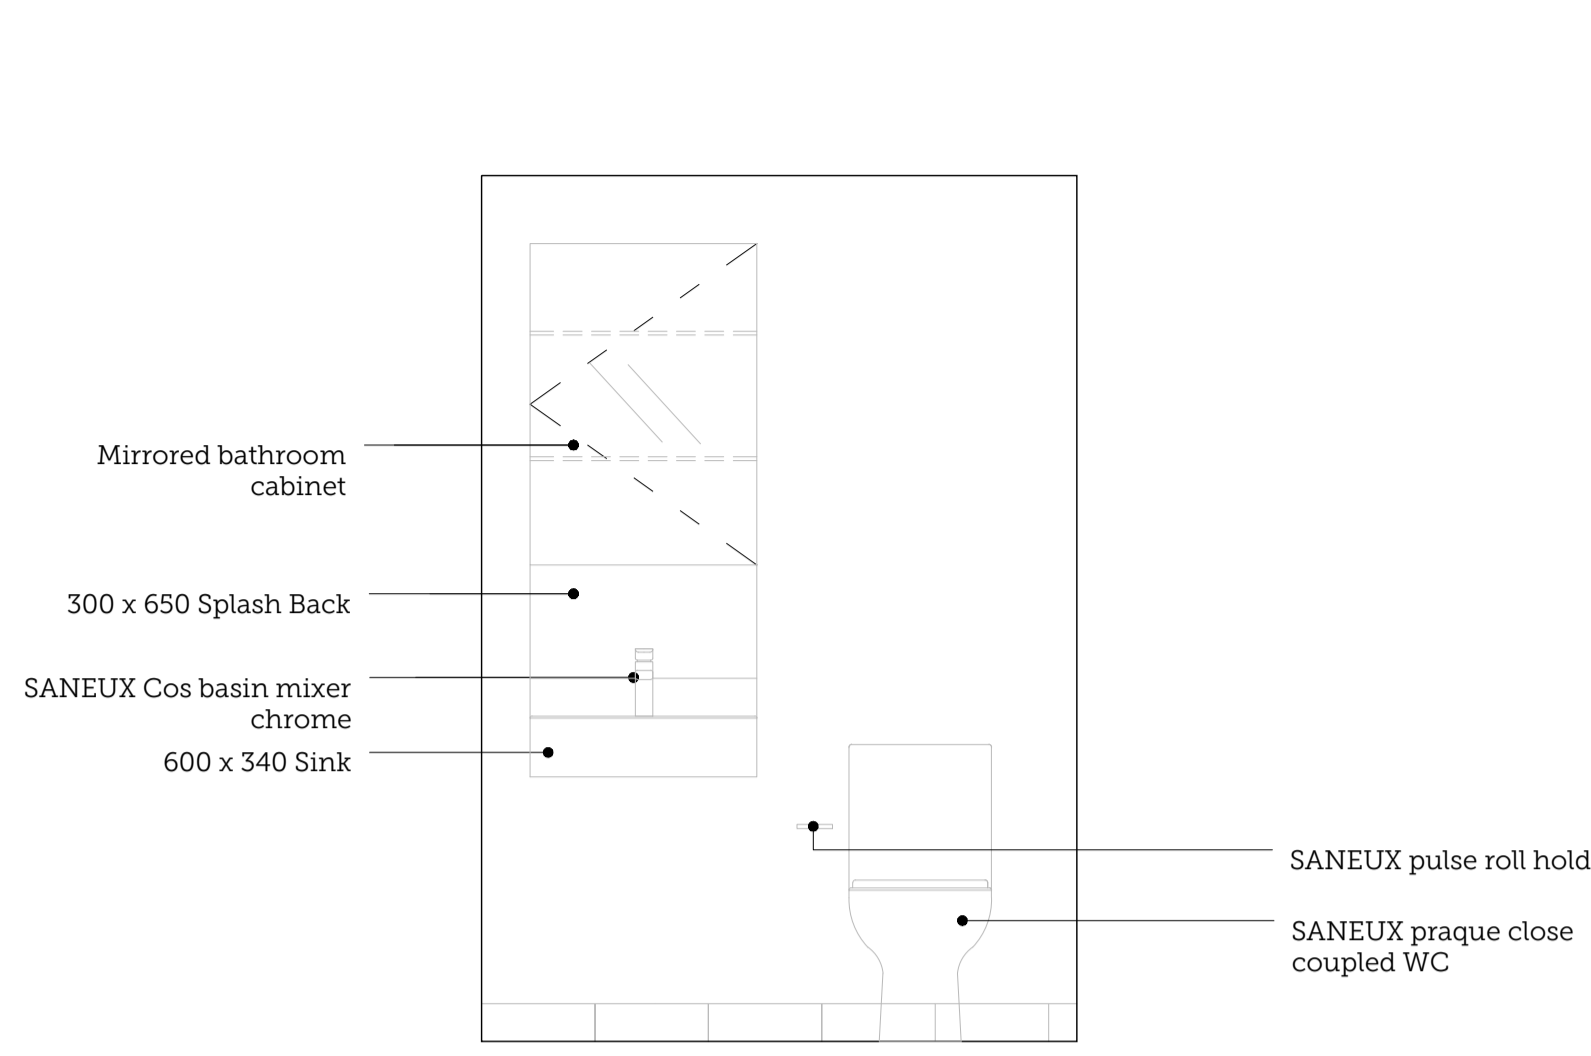 Mirrored bathroom
cabinet
300 x 650 Splash Back
SANEUX Cos basin mixer
chrome
600 x 340 Sink
SANEUX pulse roll hold
SANEUX praque close
coupled WC